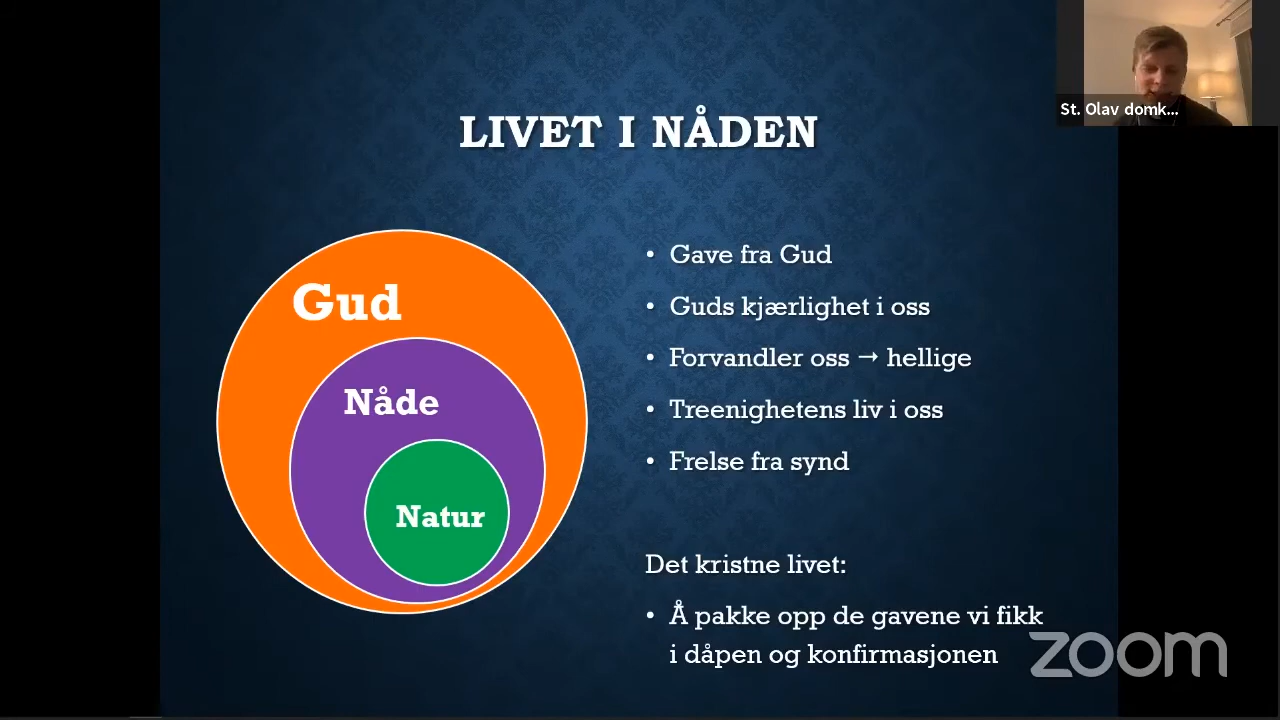 St. Olav domk...
LIVET I NÅDEN
Gud
Nåde
Natur
• Gave fra Gud
• Guds kjærlighet i oss
• Forvandler oss → hellige
• Treenighetens liv i oss
• Frelse fra synd
Det kristne livet:
• Å pakke opp de gavene vi fikk
i dåpen og konfirmasjonen
zoom